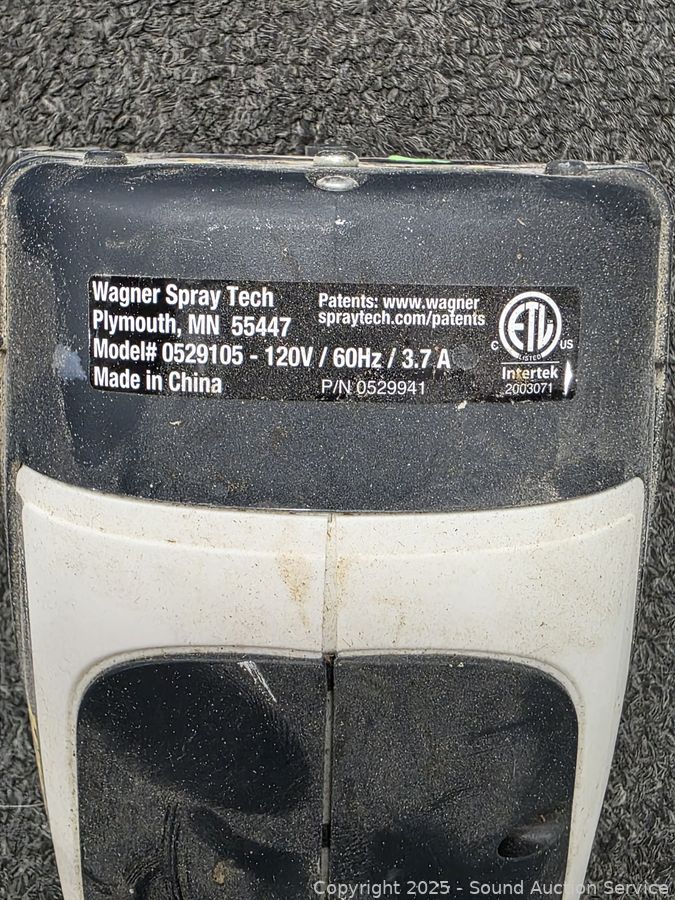 Wagner Spray Tech
Plymouth, MN 55447
Model# 0529105 - 120V / 60Hz / 3.7 A
Made in China
Patents: www.wagner
spraytech.com/patents
P/N 0529941
ETL
LISTED
C US
Intertek
2003071
Copyright 2025 - Sound Auction Service